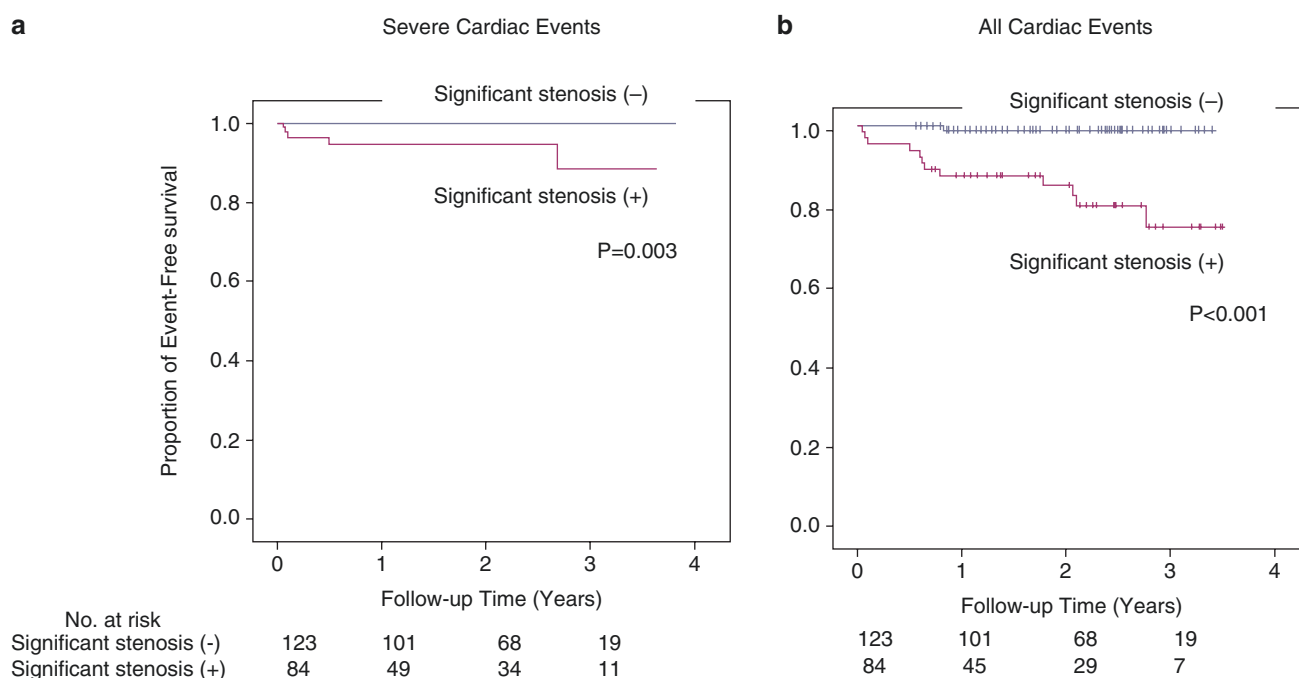 a
Severe Cardiac Events
Significant stenosis (–)
1.0
0.8
0.6
0.4
0.2
0.0
Significant stenosis (+)
P=0.003
Proportion of Event-Free survival
0 1 2 3 4
Follow-up Time (Years)
No. at risk
Significant stenosis (-) 123 101 68 19
Significant stenosis (+) 84 49 34 11
b
All Cardiac Events
Significant stenosis (–)
1.0
0.8
0.6
0.4
0.2
0.0
Significant stenosis (+)
P<0.001
0 1 2 3 4
Follow-up Time (Years)
123 101 68 19
84 45 29 7